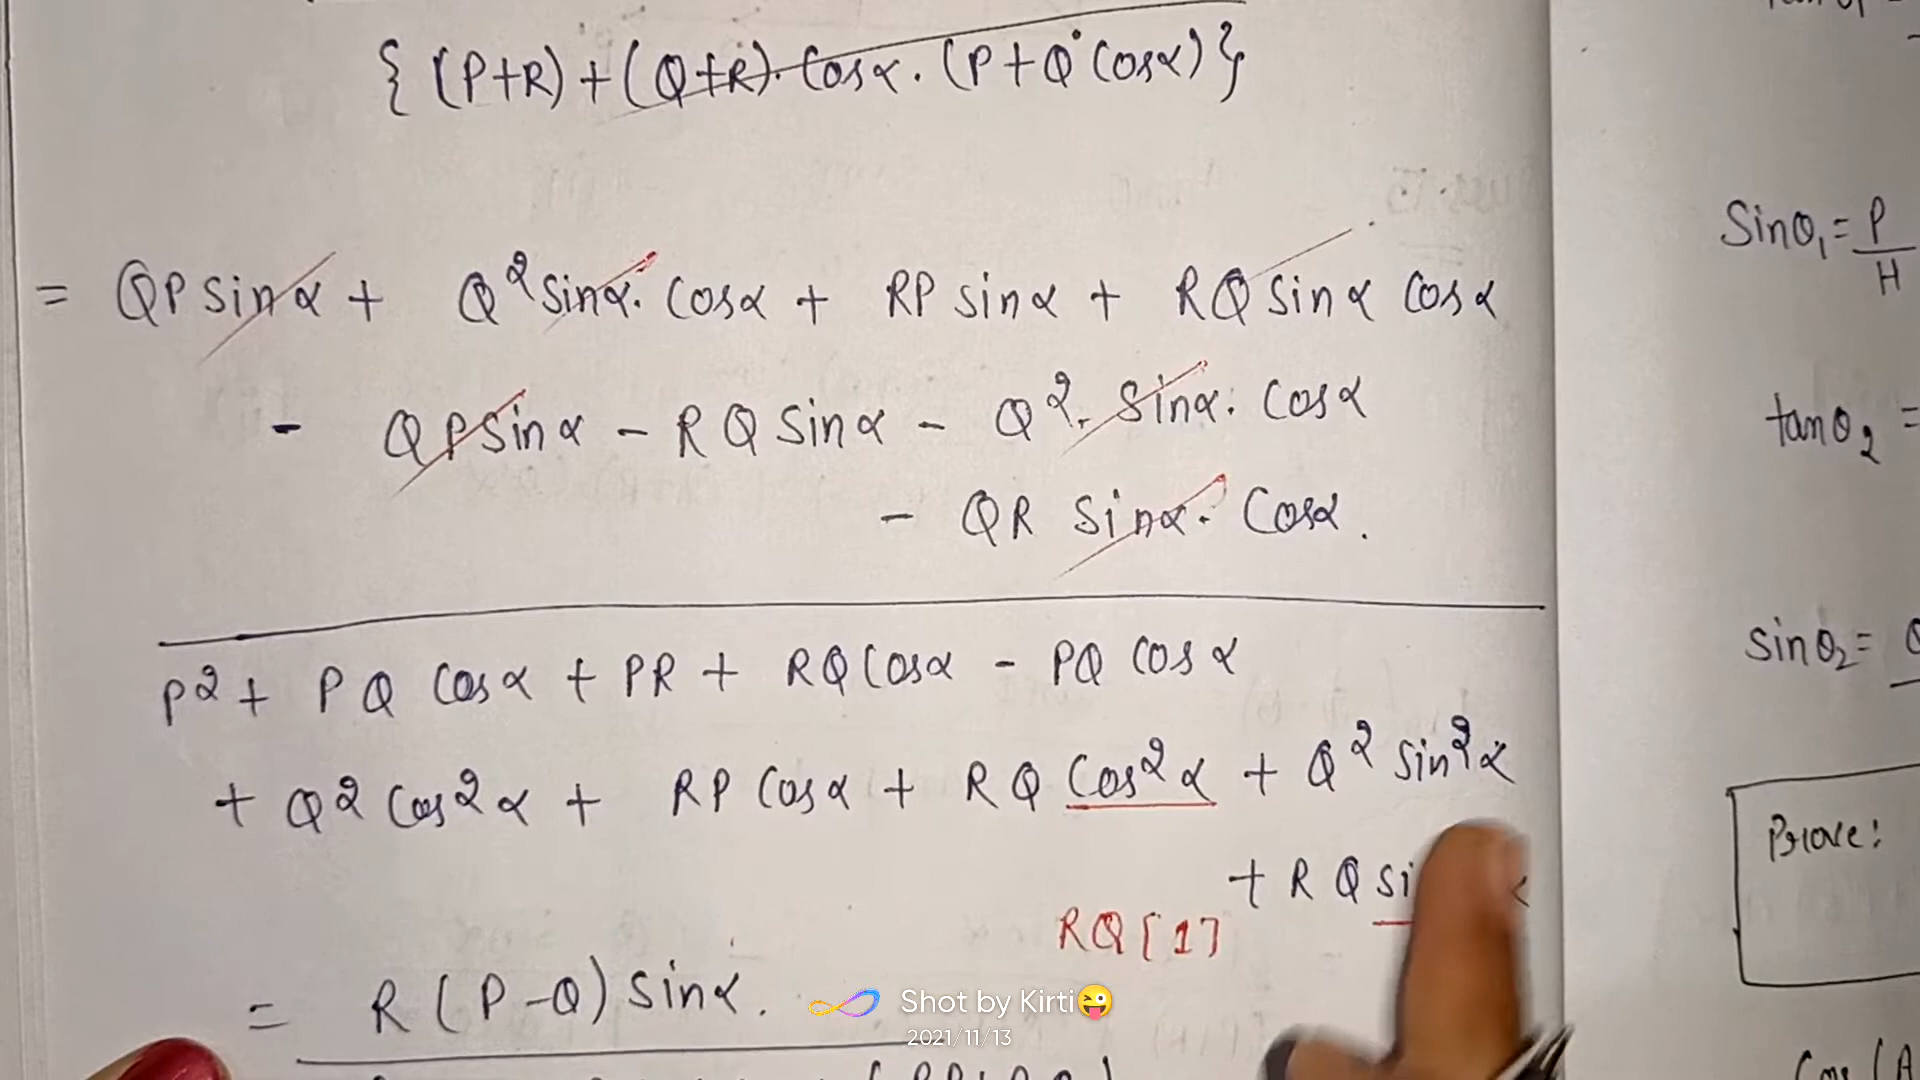 { (P+R) + (Q+R). Cosα. (P+Q Cosα) }
= QP sinα + Q² sinα. Cosα + RP sinα + RQ sinα Cosα
- QP sinα - RQ sinα - Q². sinα. Cosα
- QR sinα. Cosα.
P² + PQ Cosα + PR + RQ Cosα - PQ Cosα
+ Q² Cos²α + RP Cosα + RQ Cos²α + Q² sin²α
+ RQ
RQ [1]
= R(P-Q) sinα.
Shot by Kirti😜
2021/11/13
Sinθ₁ = P
H
tanθ₂ =
sinθ₂ =
Prove: